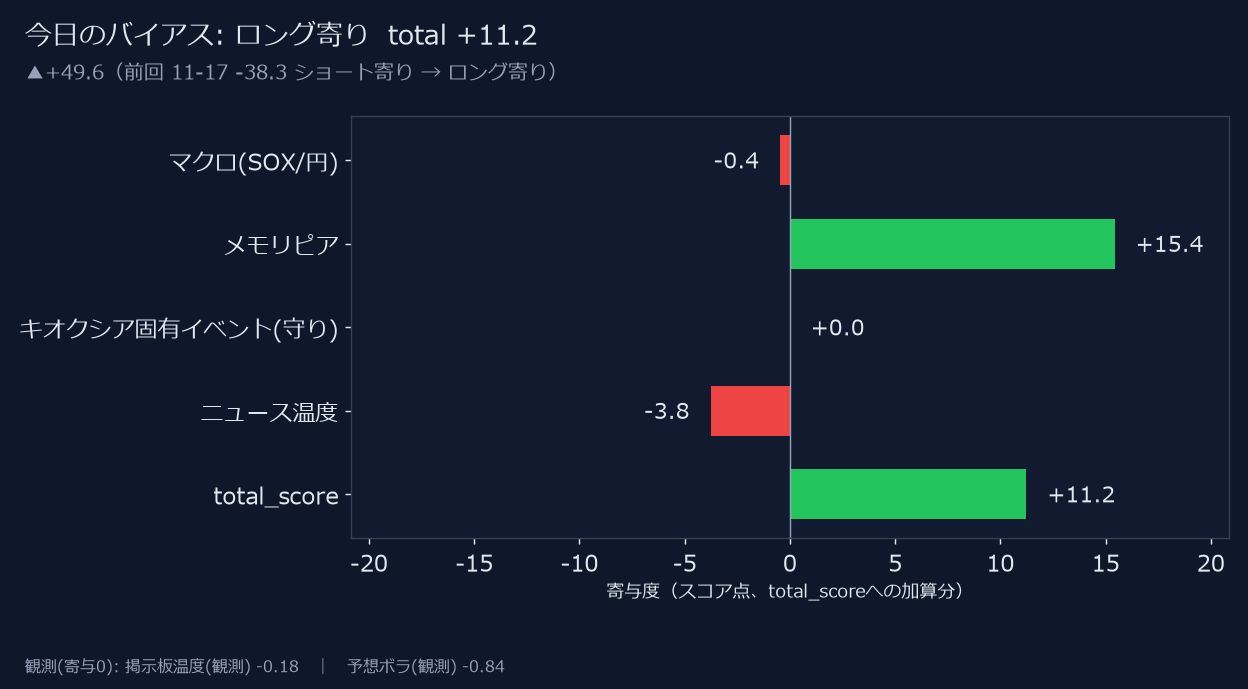 今日のバイアス: ロング寄り total +11.2
▲+49.6（前回 11-17 -38.3 ショート寄り → ロング寄り）
マクロ(SOX/円)
-0.4
メモリピア
+15.4
キオクシア固有イベント(守り)
+0.0
ニュース温度
-3.8
total_score
+11.2
-20 -15 -10 -5 0 5 10 15 20
寄与度（スコア点、total_scoreへの加算分）
観測(寄与0): 掲示板温度(観測) -0.18 | 予想ボラ(観測) -0.84